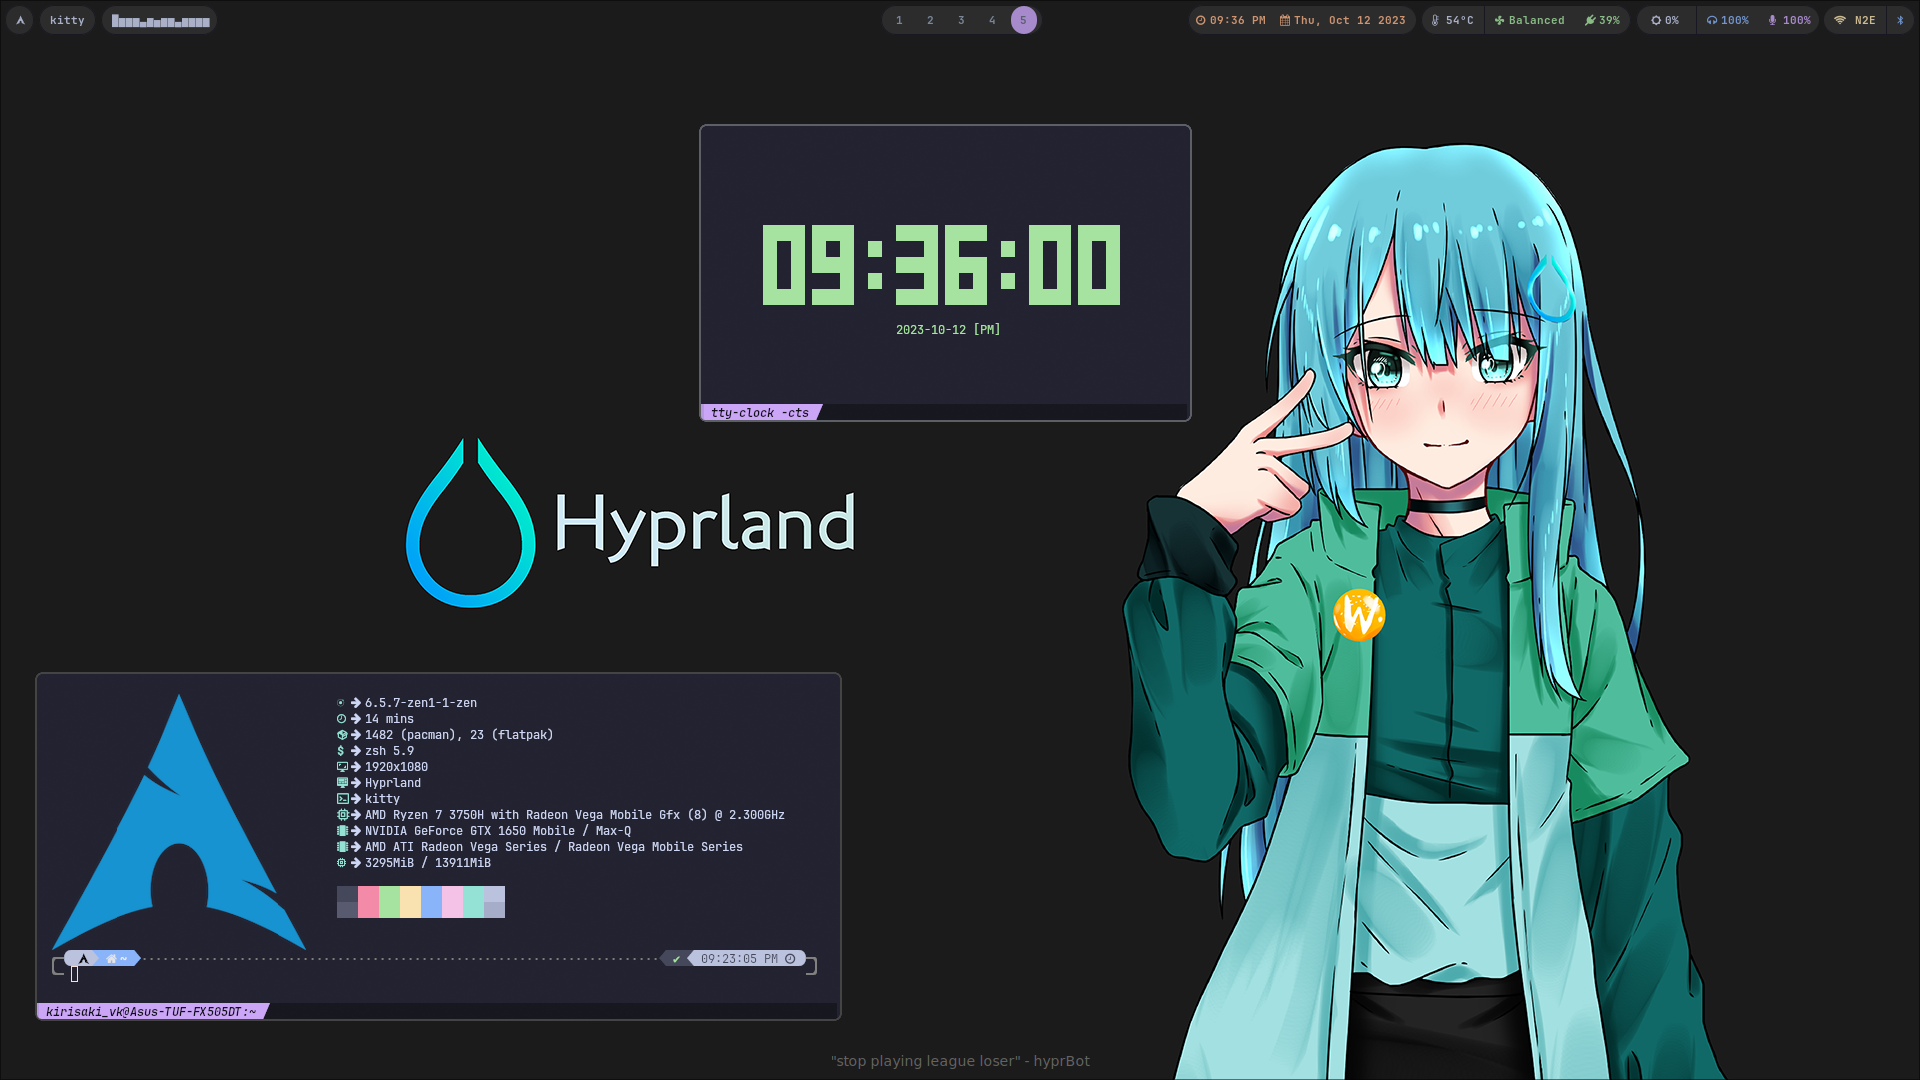 kitty
1 2 3 4 5
09:36 PM Thu, Oct 12 2023
54°C Balanced 39%
0% 100% 100%
N2E
09:36:00
2023-10-12 [PM]
tty-clock -cts
Hyprland
W
6.5.7-zen1-1-zen
14 mins
1482 (pacman), 23 (flatpak)
$ zsh 5.9
1920x1080
Hyprland
kitty
AMD Ryzen 7 3750H with Radeon Vega Mobile Gfx (8) @ 2.300GHz
NVIDIA GeForce GTX 1650 Mobile / Max-Q
AMD ATI Radeon Vega Series / Radeon Vega Mobile Series
3295MiB / 13911MiB
~ ✔ 09:23:05 PM
kirisaki_vk@Asus-TUF-FX505DT:~
"stop playing league loser" - hyprBot